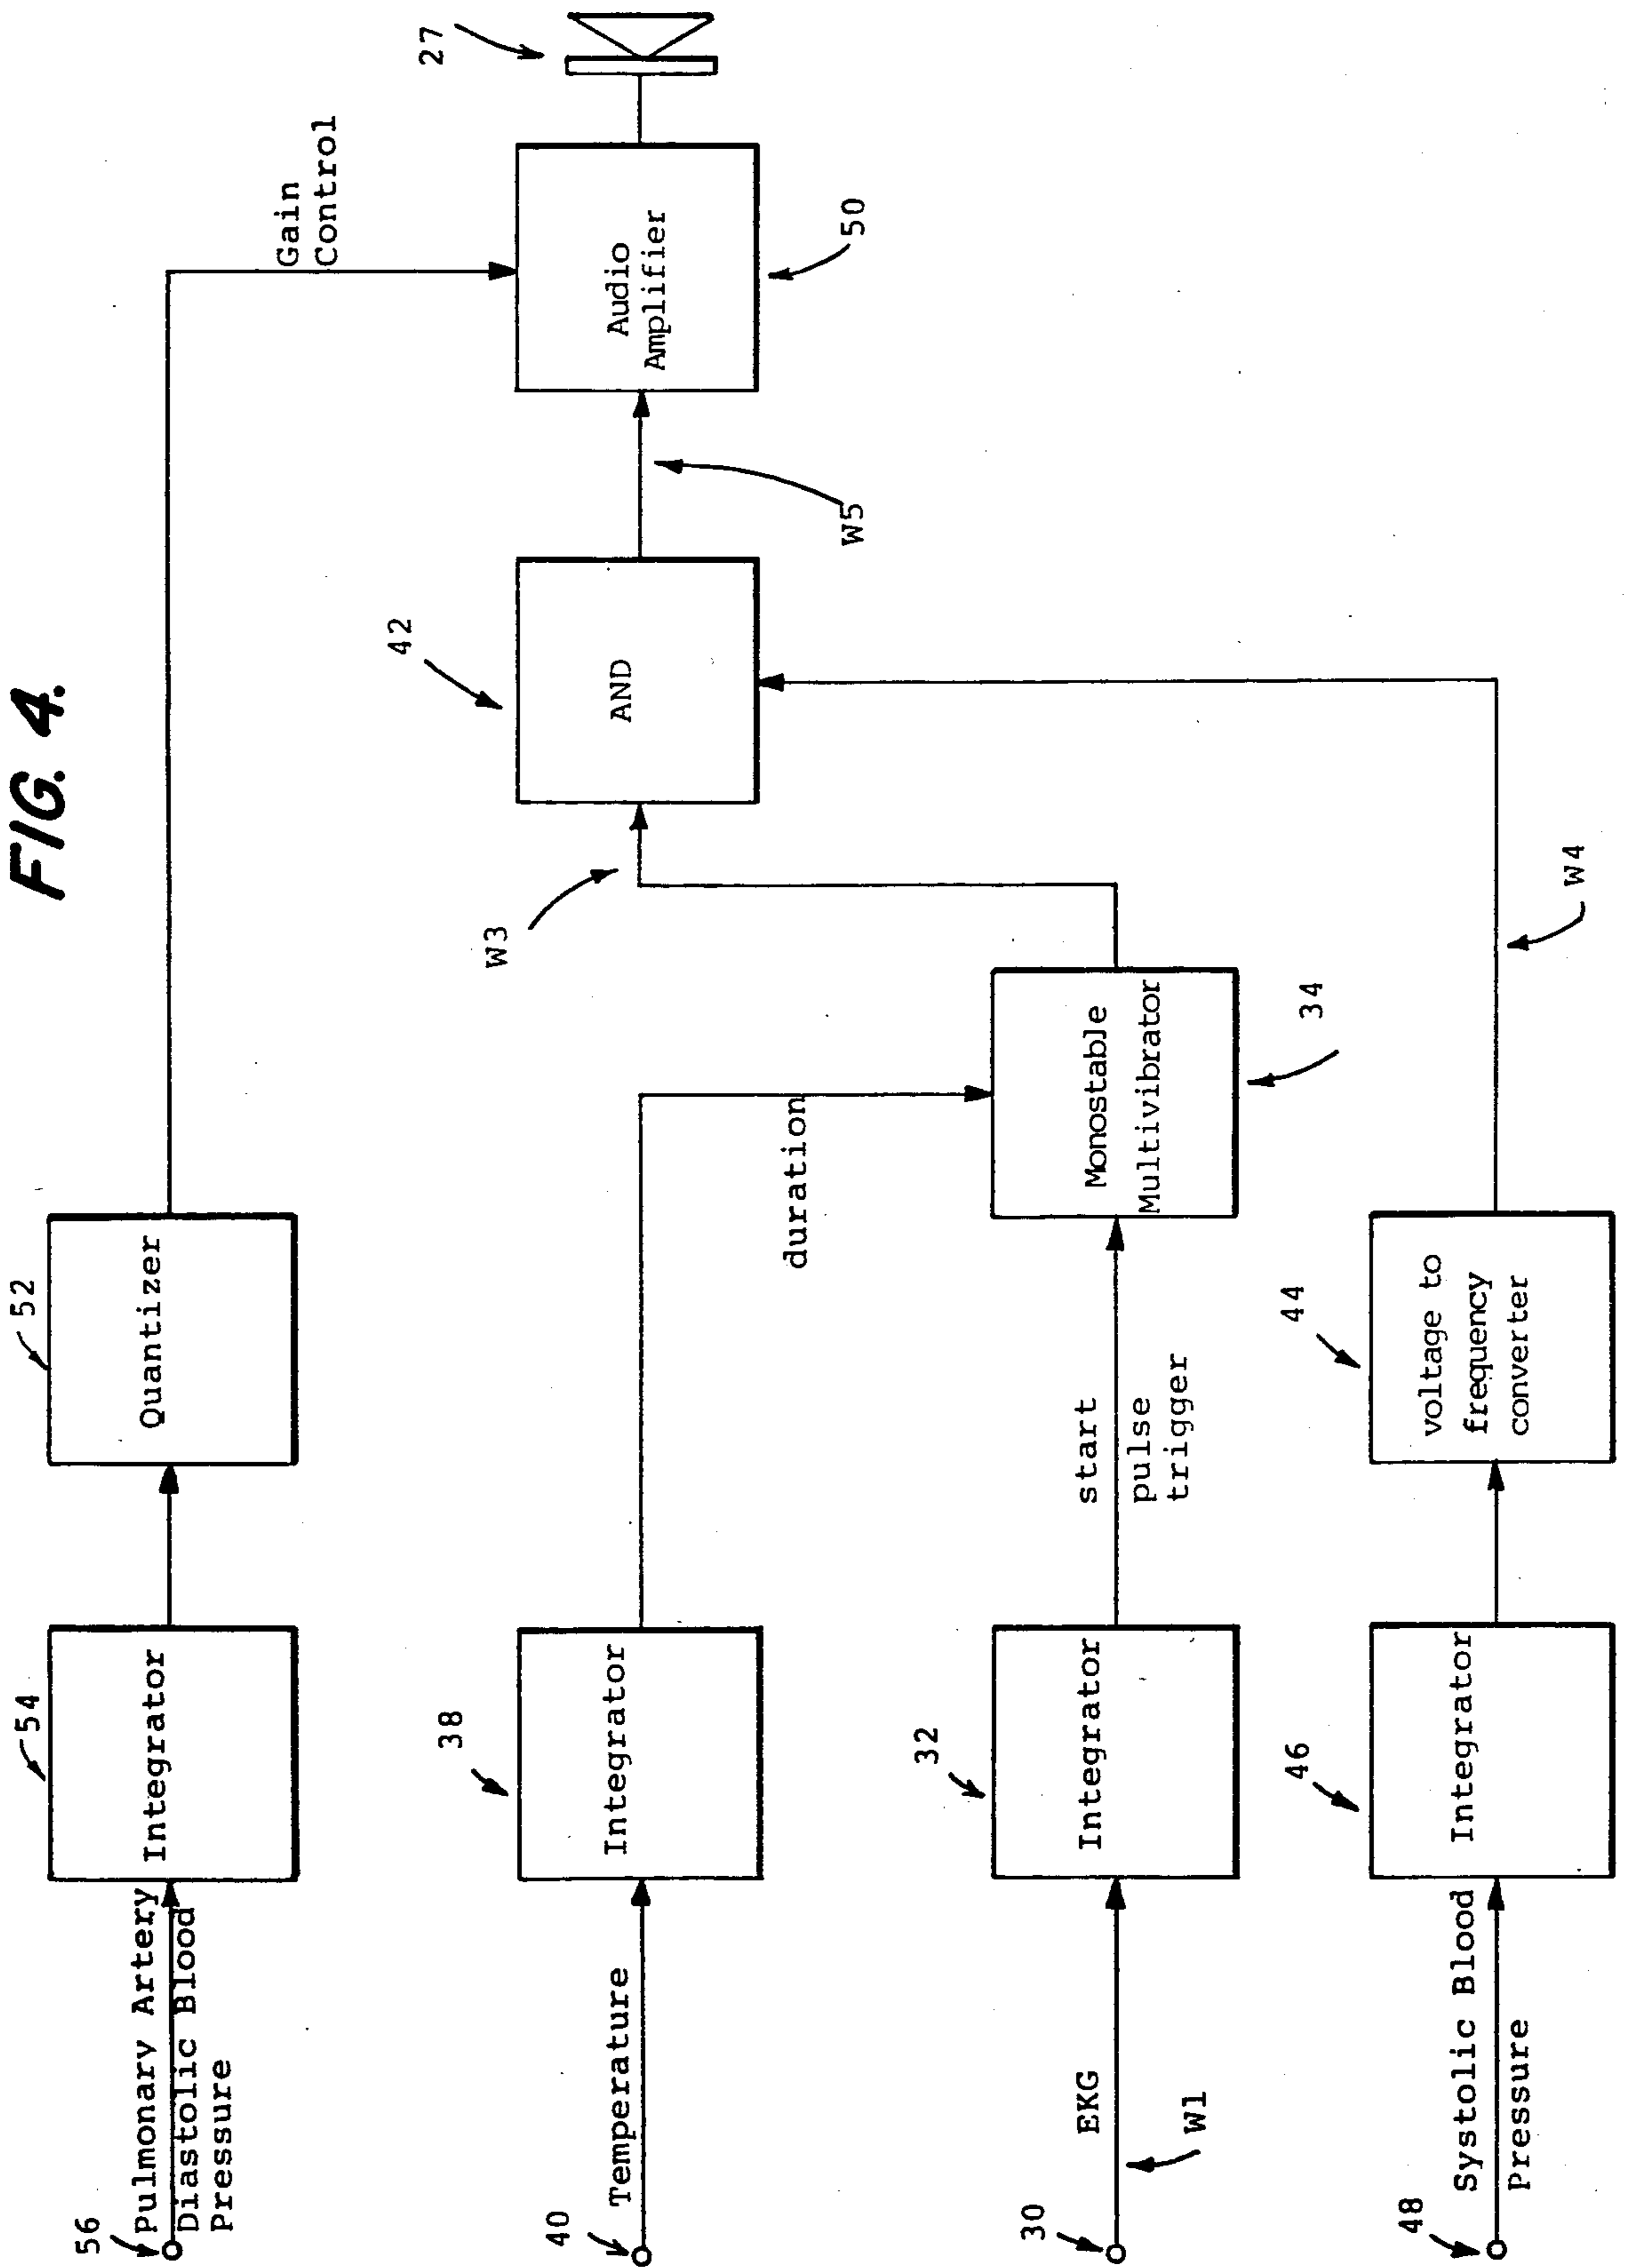 FIG. 4.
56
Pulmonary Artery
Diastolic Blood
Pressure
54
Integrator
52
Quantizer
Gain
Control
40
Temperature
38
Integrator
duration
W3
42
AND
W5
Audio
Amplifier
50
27
30
EKG
W1
32
Integrator
start
pulse
trigger
Monostable
Multivibrator
34
48
Systolic Blood
Pressure
46
Integrator
44
voltage to
frequency
converter
W4